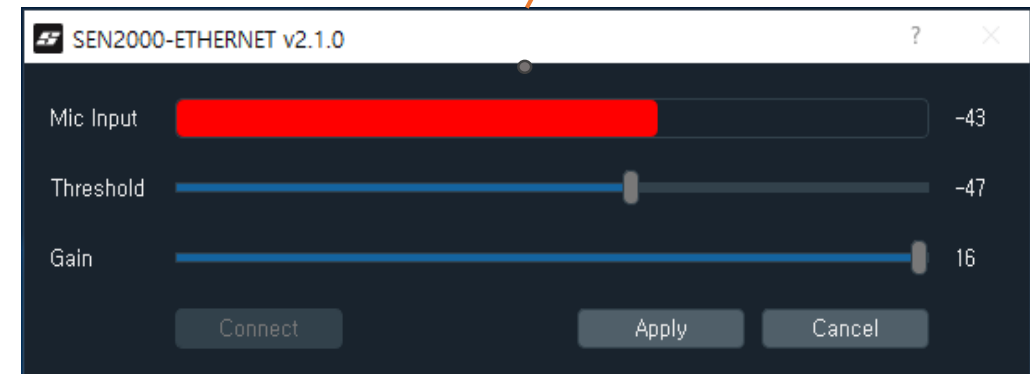 SEN2000-ETHERNET v2.1.0 ?
Mic Input -43
Threshold -47
Gain 16
Connect Apply Cancel